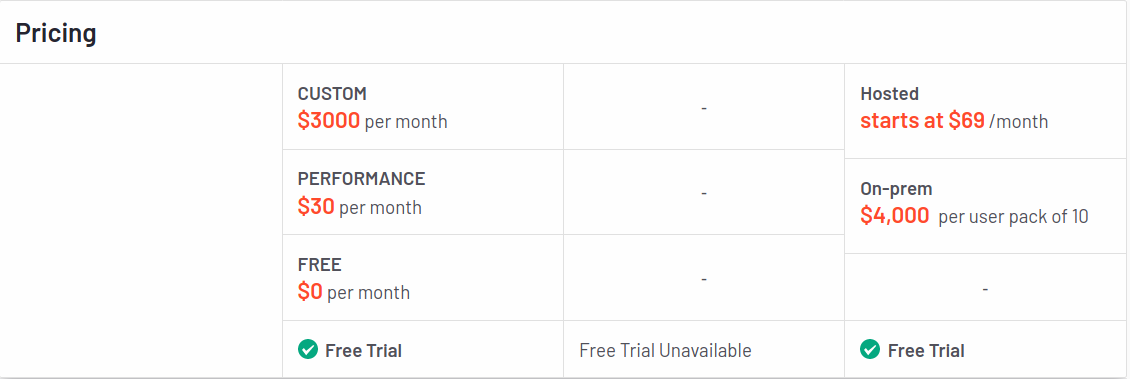 Pricing
CUSTOM
$3000 per month
PERFORMANCE
$30 per month
FREE
$0 per month
Free Trial
-
-
-
Free Trial Unavailable
Hosted
starts at $69 /month
On-prem
$4,000 per user pack of 10
-
Free Trial